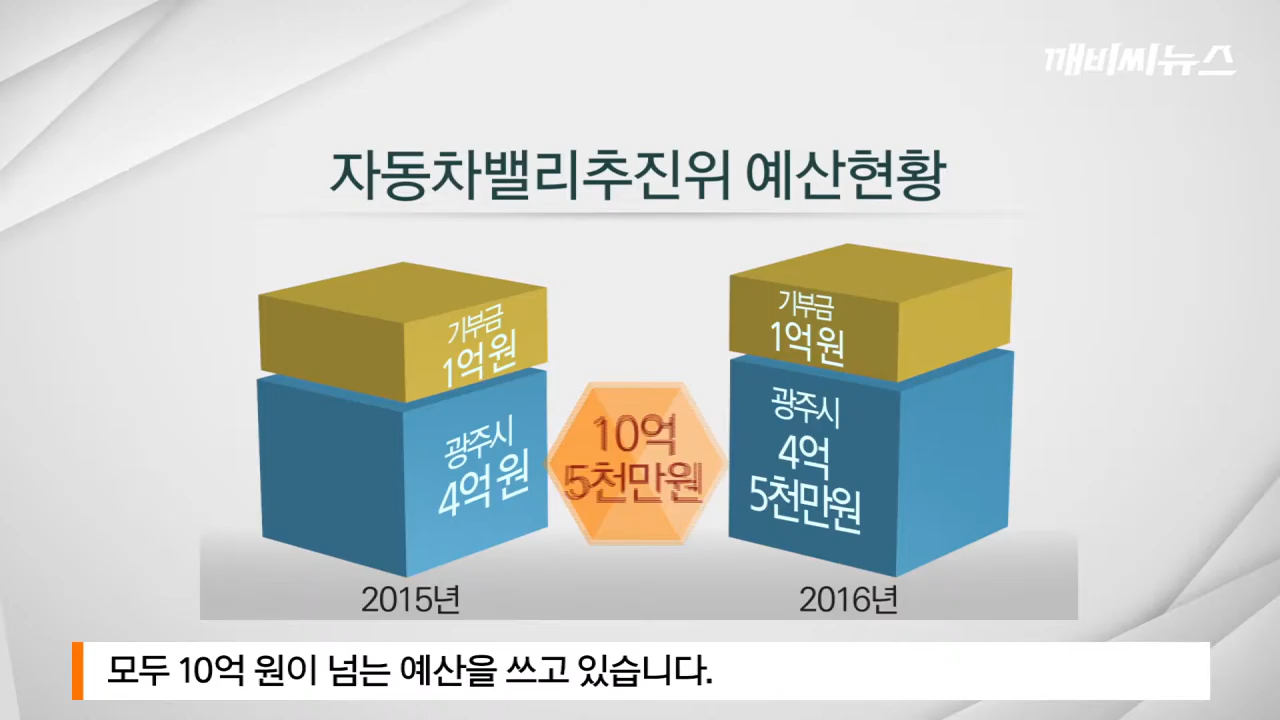 깨비씨뉴스
자동차밸리추진위 예산현황
기부금
1억 원
광주시
4억 원
10억
5천만원
기부금
1억 원
광주시
4억
5천만원
2015년
2016년
모두 10억 원이 넘는 예산을 쓰고 있습니다.